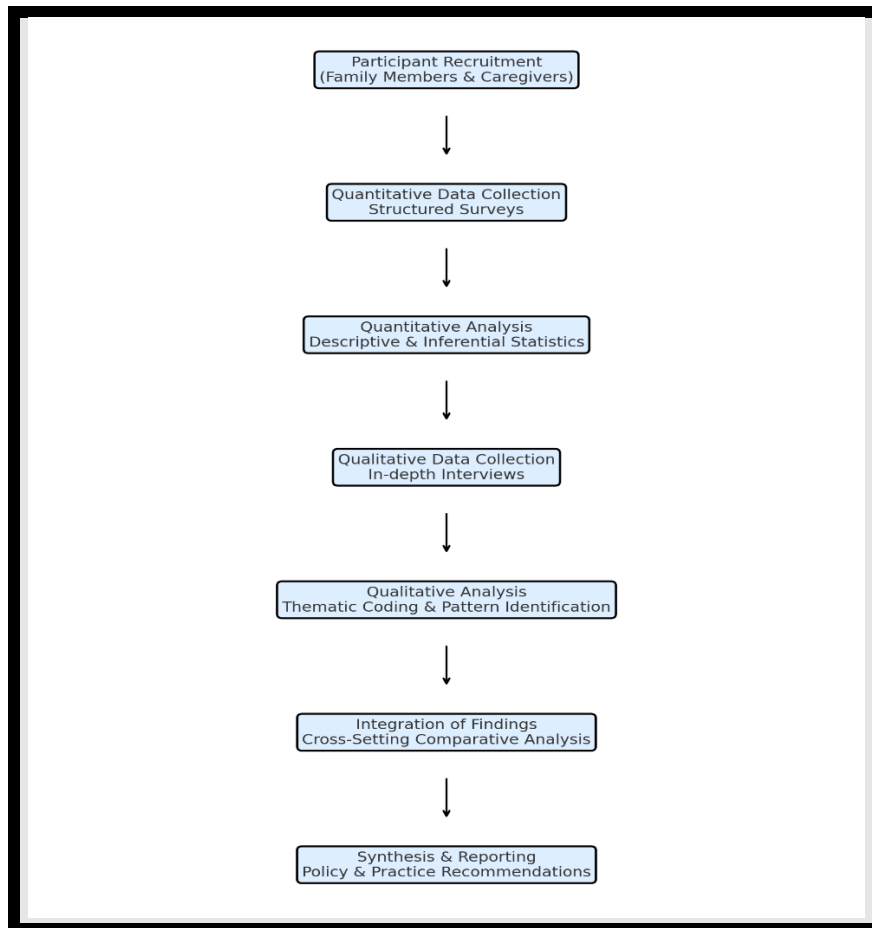 Participant Recruitment
(Family Members & Caregivers)
Quantitative Data Collection
Structured Surveys
Quantitative Analysis
Descriptive & Inferential Statistics
Qualitative Data Collection
In-depth Interviews
Qualitative Analysis
Thematic Coding & Pattern Identification
Integration of Findings
Cross-Setting Comparative Analysis
Synthesis & Reporting
Policy & Practice Recommendations